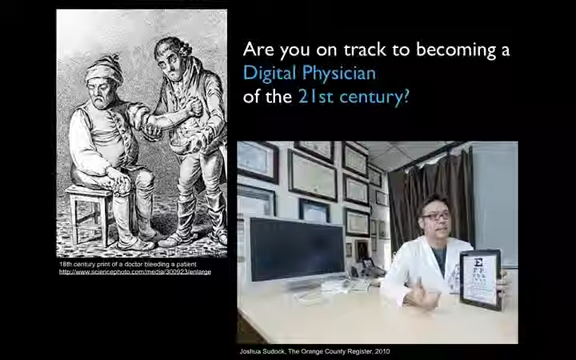 Are you on track to becoming a
Digital Physician
of the 21st century?
18th century print of a doctor bleeding a patient
http://www.sciencephoto.com/media/300923/enlarge
E
Joshua Sudock, The Orange County Register, 2010